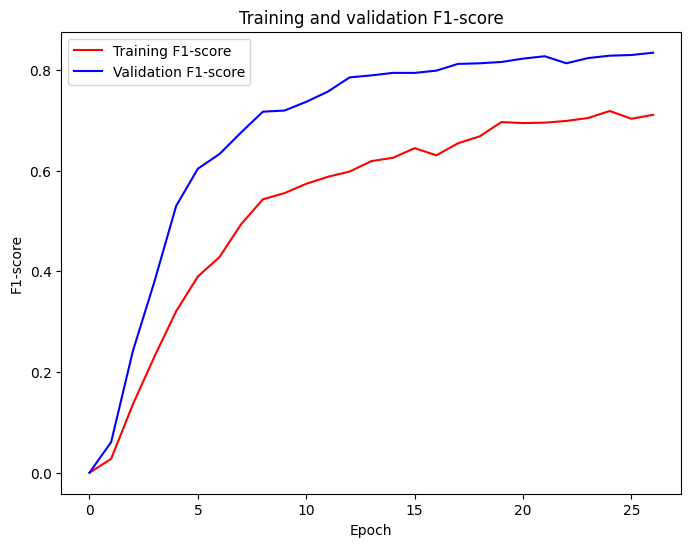 Training and validation F1-score
Training F1-score
Validation F1-score
0.8
0.6
0.4
0.2
0.0
F1-score
0 5 10 15 20 25
Epoch